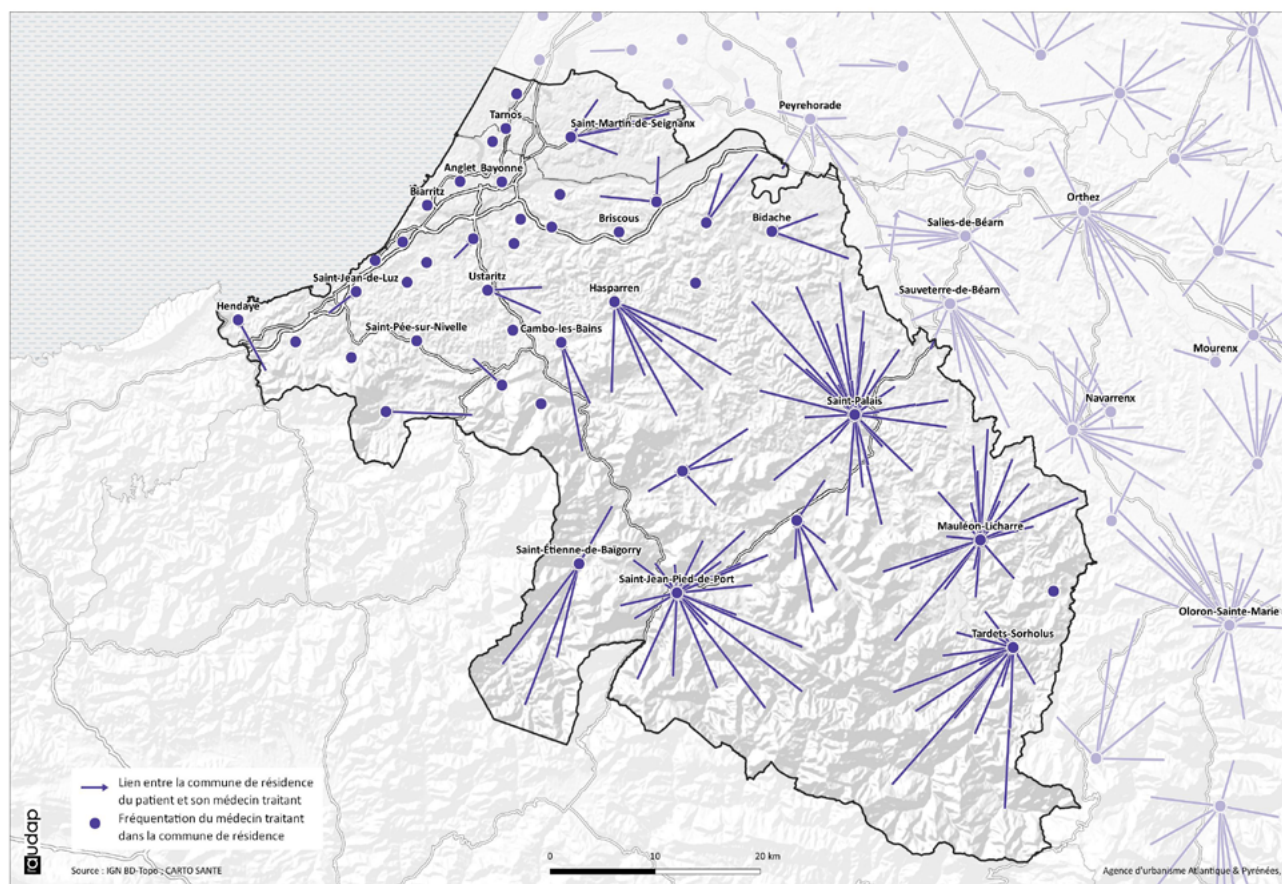 Peyrehorade
Tarnos
Saint-Martin-de-Seignanx
Anglet
Bayonne
Biarritz
Orthez
Briscous
Bidache
Salies-de-Béarn
Saint-Jean-de-Luz
Ustaritz
Hasparren
Sauveterre-de-Béarn
Hendaye
Saint-Pée-sur-Nivelle
Cambo-les-Bains
Mourenx
Saint-Palais
Navarrenx
Mauléon-Licharre
Saint-Étienne-de-Baïgorry
Saint-Jean-Pied-de-Port
Oloron-Sainte-Marie
Tardets-Sorholus
Lien entre la commune de résidence
du patient et son médecin traitant
Fréquentation du médecin traitant
dans la commune de résidence
audap
Source : IGN BD-Topo ; CARTO SANTE
0 10 20 km
Agence d'urbanisme Atlantique & Pyrénées